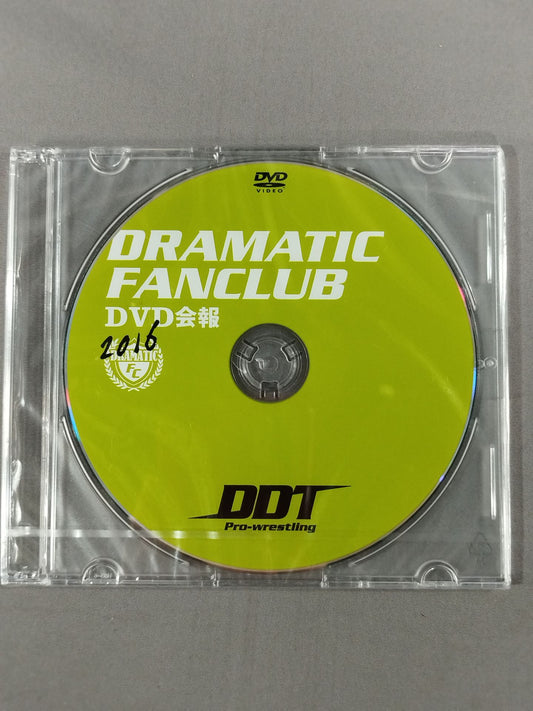 DVD
VIDEO
DRAMATIC
FANCLUB
DVD会報
2016
DRAMATIC
FC
DDT
Pro-wrestling